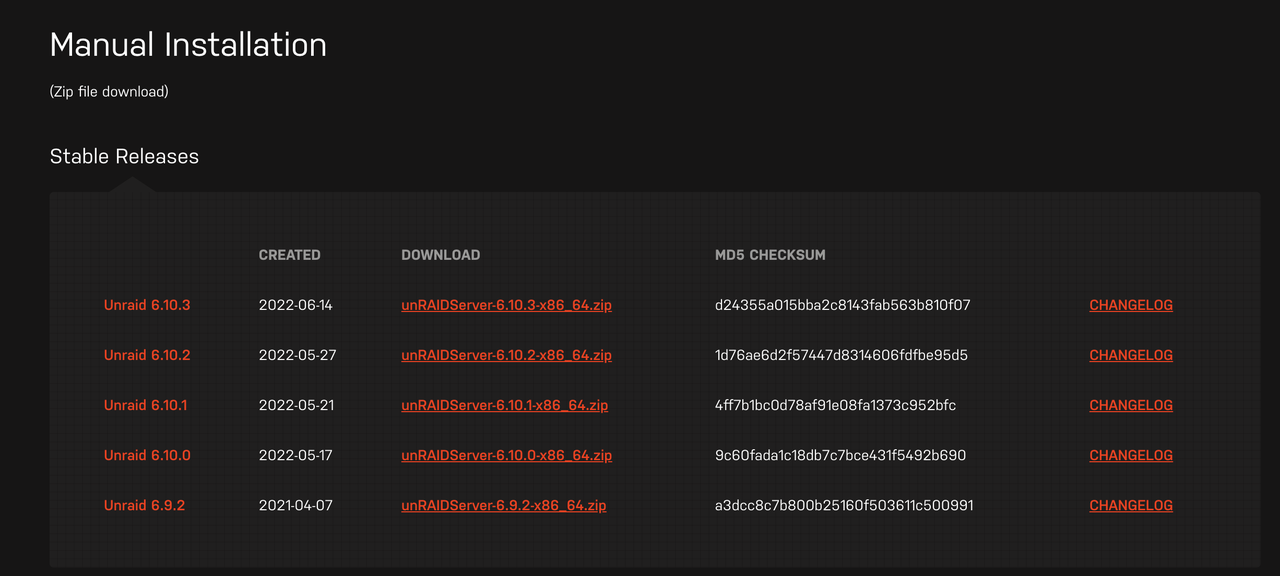 Manual Installation
(Zip file download)
Stable Releases
CREATED DOWNLOAD MD5 CHECKSUM
Unraid 6.10.3 2022-06-14 unRAIDServer-6.10.3-x86_64.zip d24355a015bba2c8143fab563b810f07 CHANGELOG
Unraid 6.10.2 2022-05-27 unRAIDServer-6.10.2-x86_64.zip 1d76ae6d2f57447d8314606fdfbe95d5 CHANGELOG
Unraid 6.10.1 2022-05-21 unRAIDServer-6.10.1-x86_64.zip 4ff7b1bc0d78af91e08fa1373c952bfc CHANGELOG
Unraid 6.10.0 2022-05-17 unRAIDServer-6.10.0-x86_64.zip 9c60fada1c18db7c7bce431f5492b690 CHANGELOG
Unraid 6.9.2 2021-04-07 unRAIDServer-6.9.2-x86_64.zip a3dcc8c7b800b25160f503611c500991 CHANGELOG